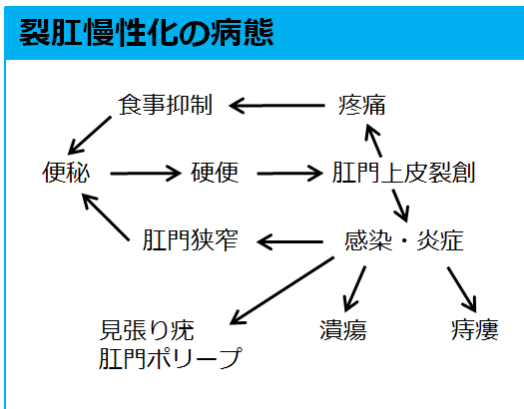 裂肛慢性化の病態
食事抑制
疼痛
便秘
硬便
肛門上皮裂創
肛門狭窄
感染・炎症
見張り疣
肛門ポリープ
潰瘍
痔瘻